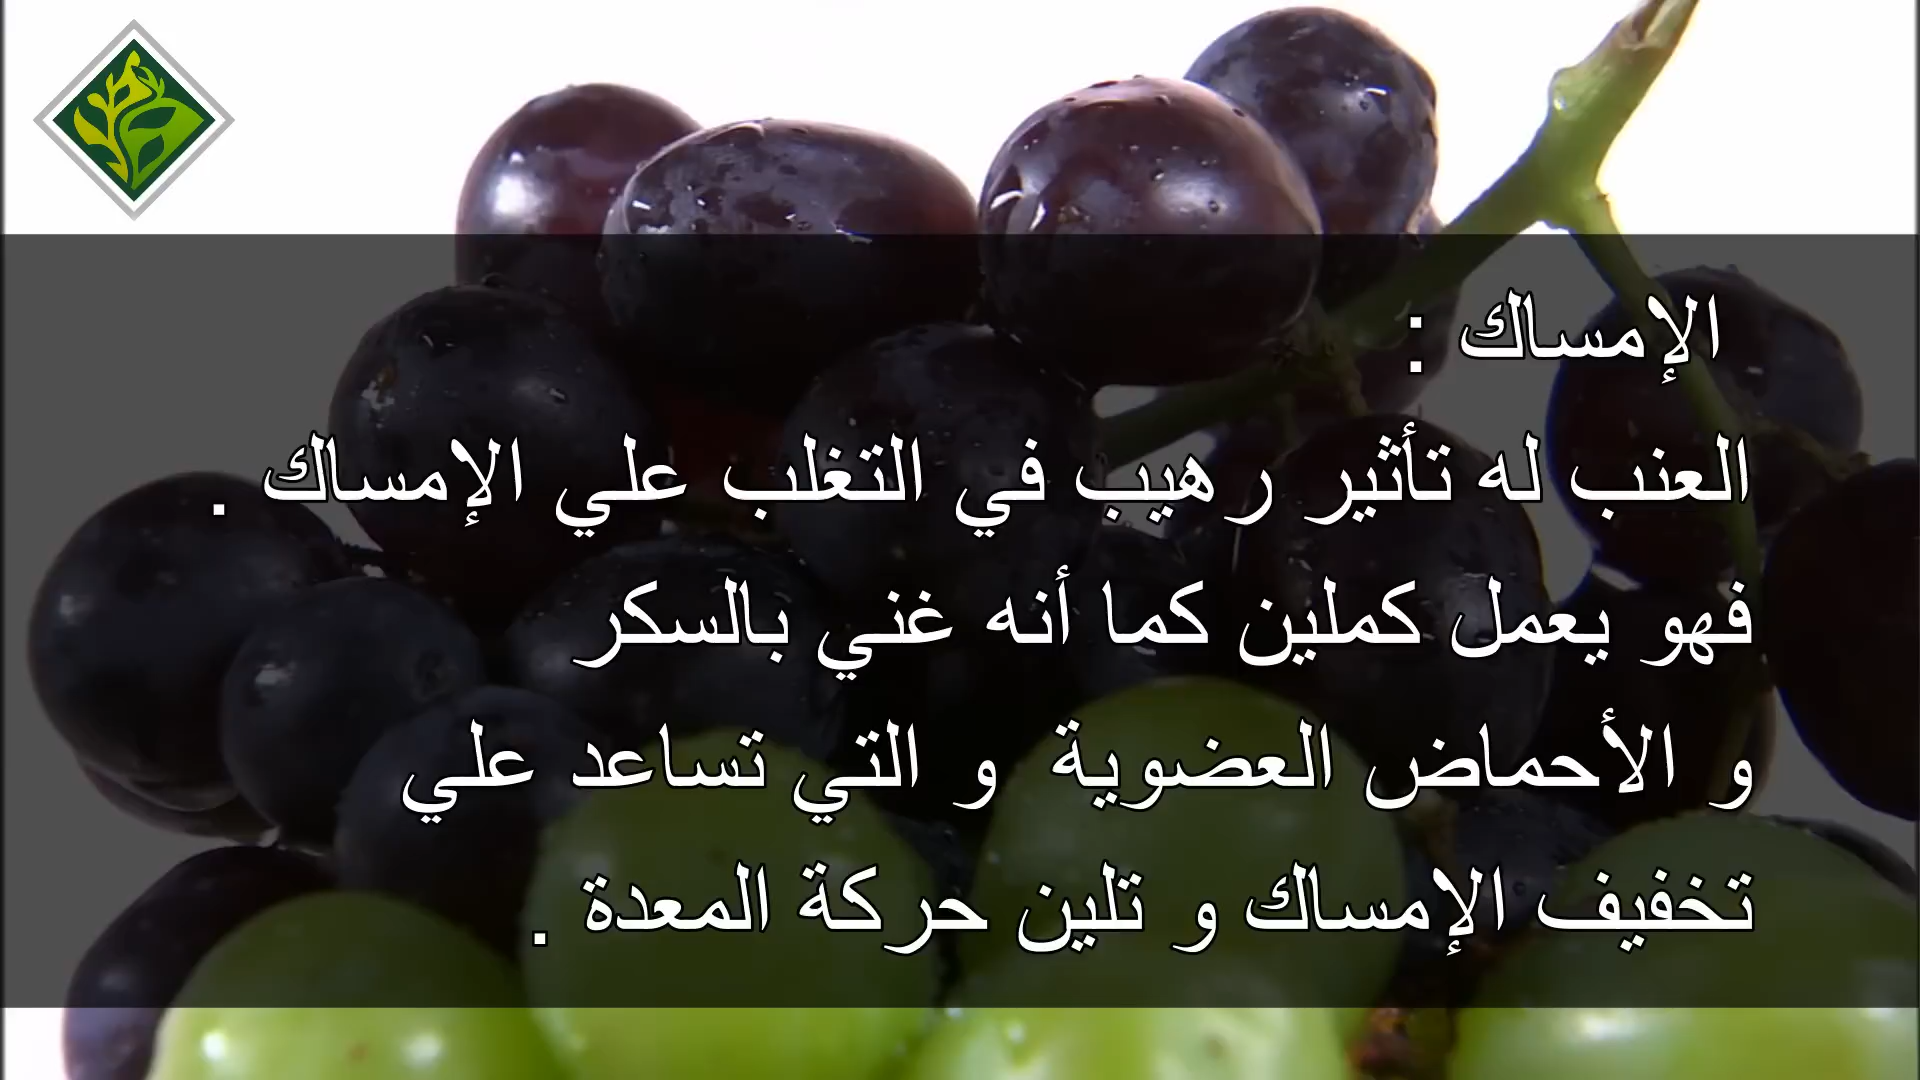 الإمساك :
العنب له تأثير رهيب في التغلب علي الإمساك .
فهو يعمل كملين كما أنه غني بالسكر
و الأحماض العضوية و التي تساعد علي
تخفيف الإمساك و تلين حركة المعدة .